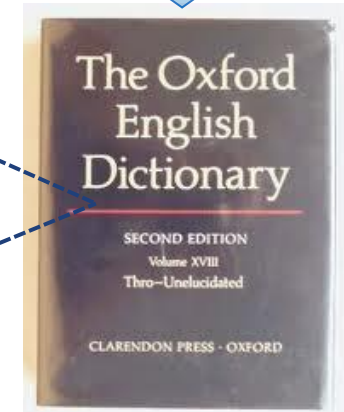 The Oxford
English
Dictionary
SECOND EDITION
Volume XVIII
Thro—Unelucidated
CLARENDON PRESS · OXFORD